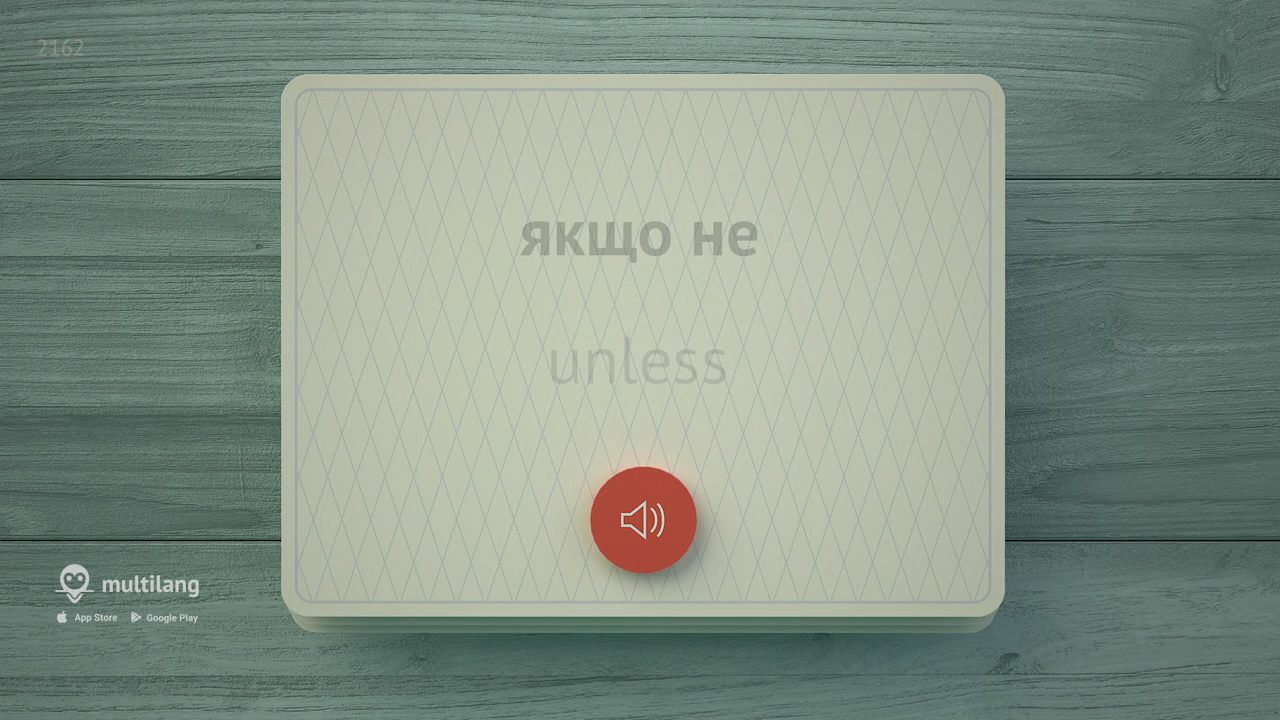 2162
якщо не
unless
multilang
App Store Google Play